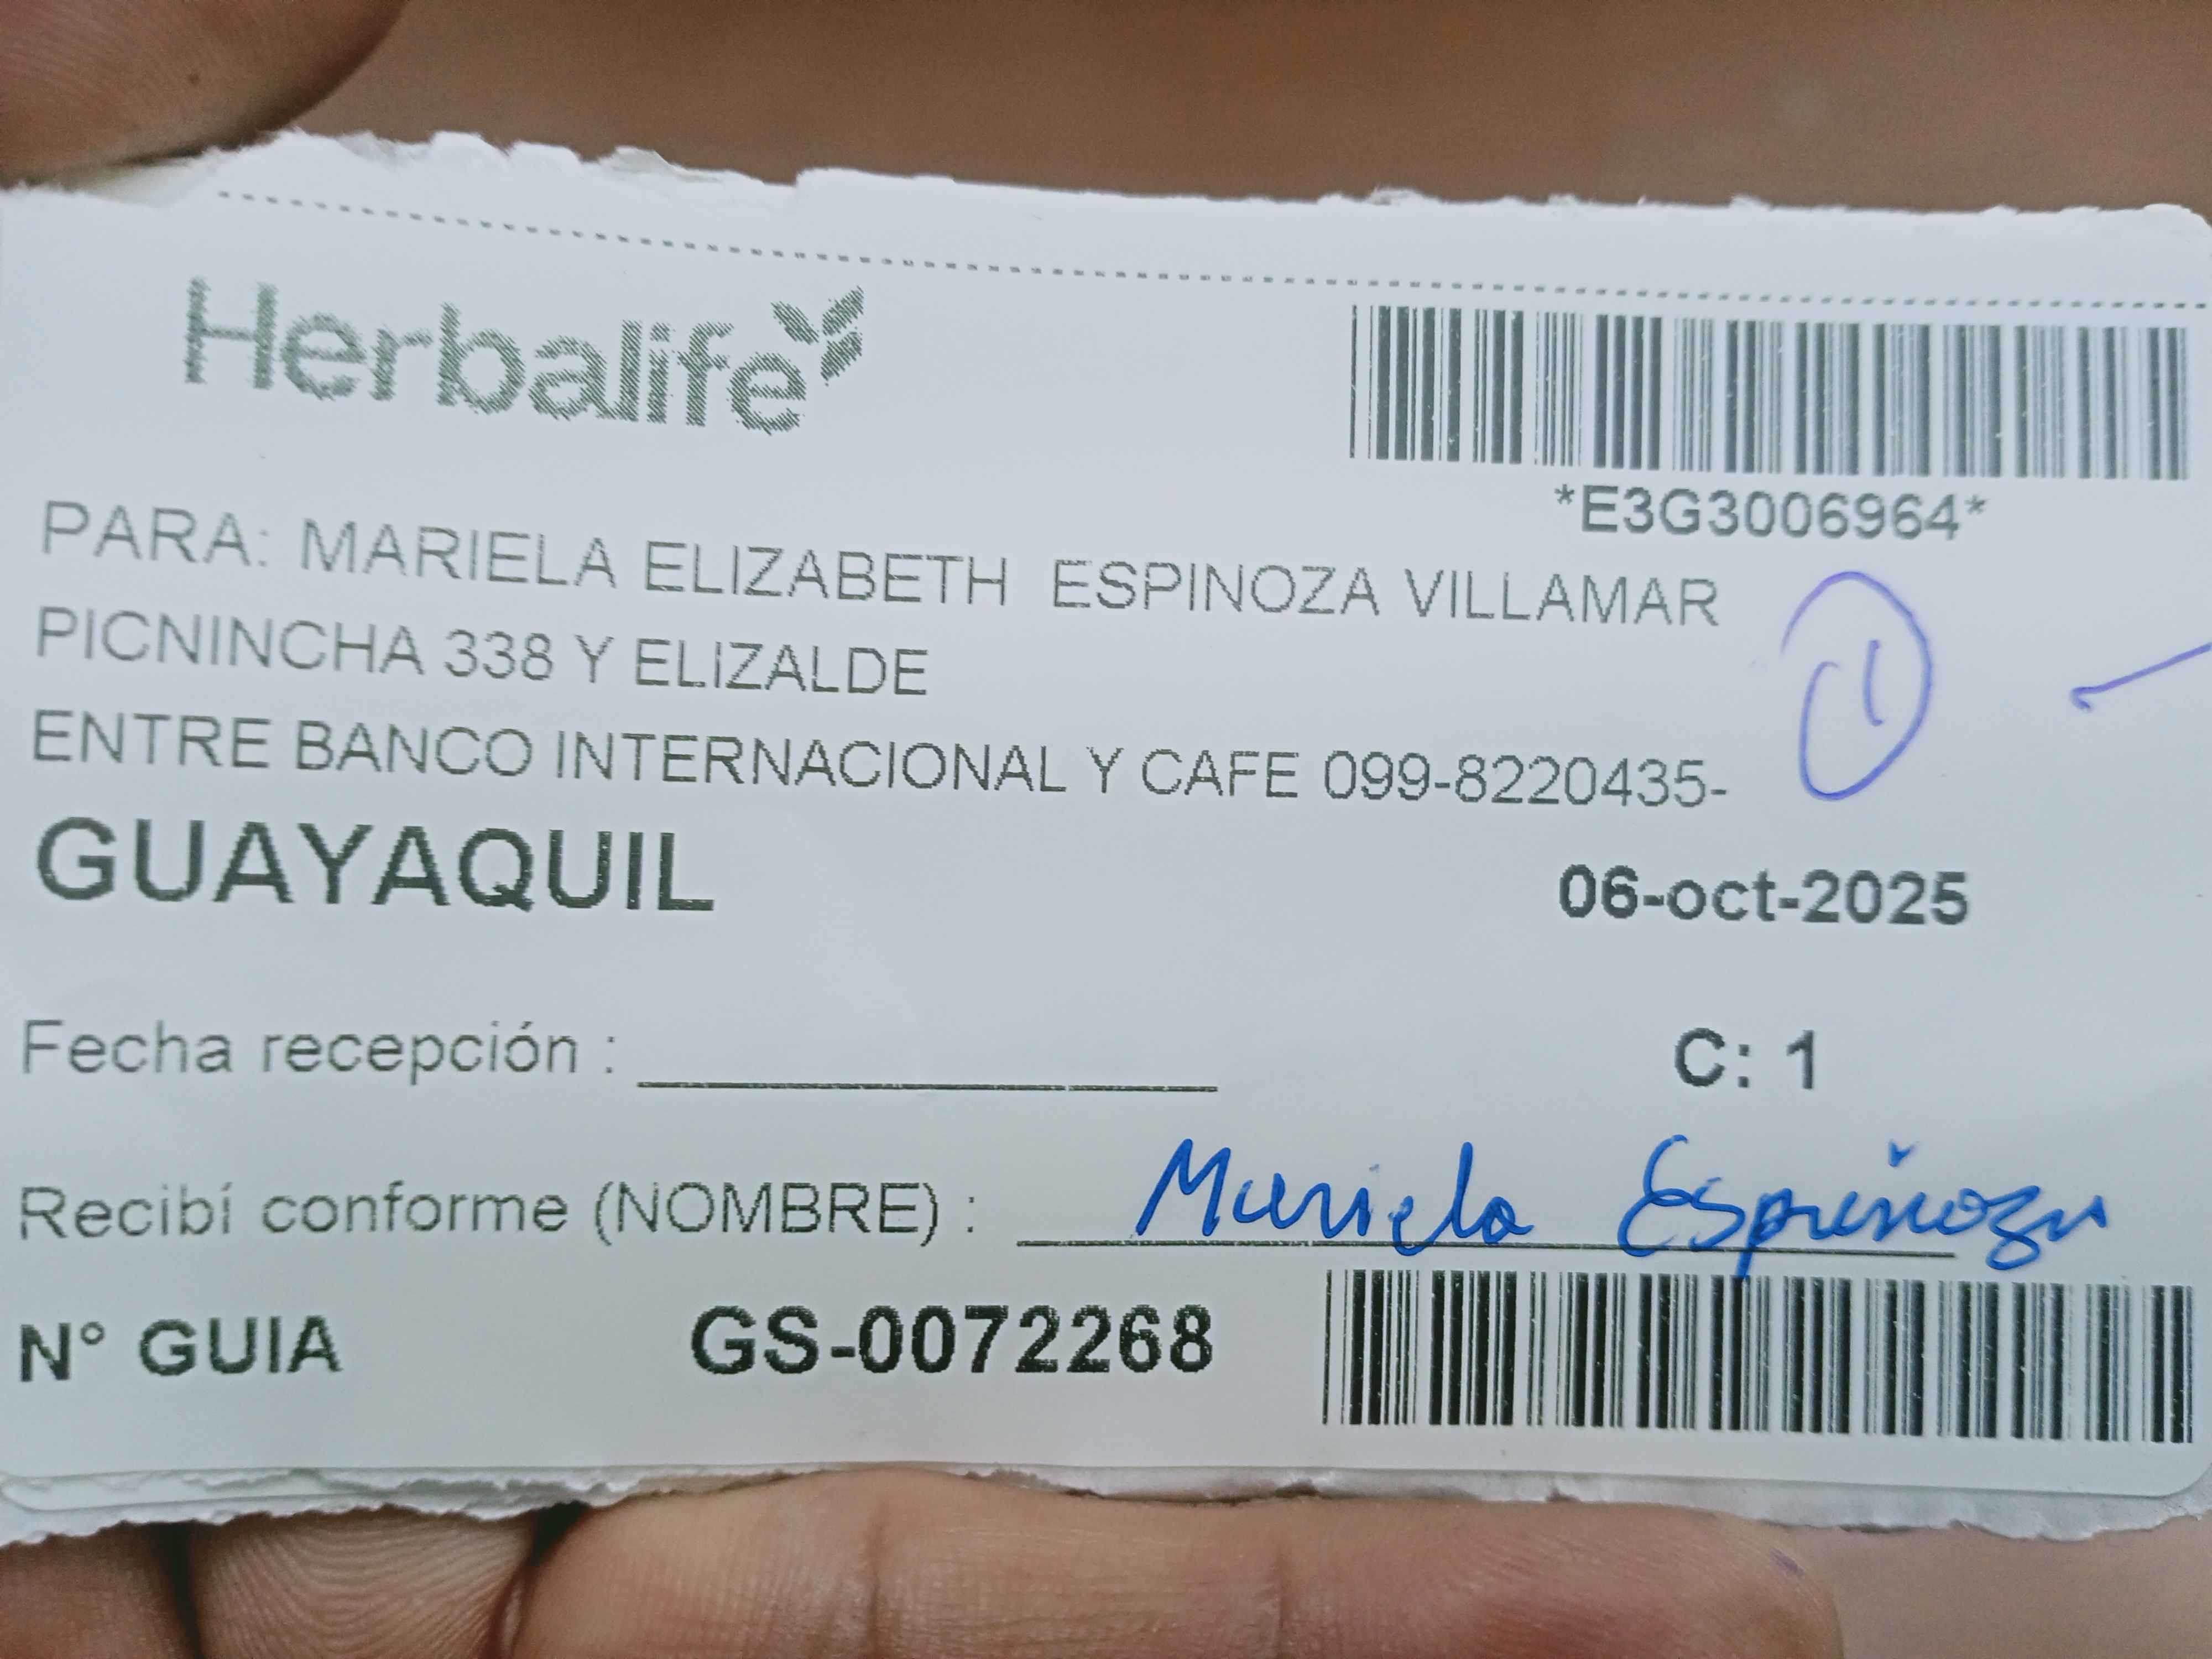 Herbalife
*E3G3006964*
PARA: MARIELA ELIZABETH ESPINOZA VILLAMAR
PICNINCHA 338 Y ELIZALDE
ENTRE BANCO INTERNACIONAL Y CAFE 099-8220435-
1
GUAYAQUIL
06-oct-2025
Fecha recepción :
C: 1
Recibí conforme (NOMBRE) : Mariela Espinoza
N° GUIA GS-0072268